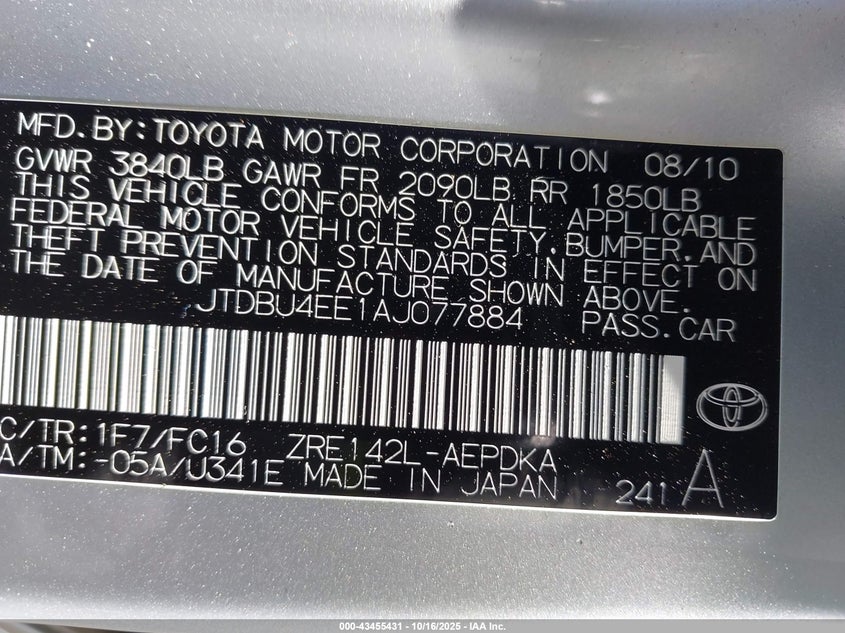 MFD.BY:TOYOTA MOTOR CORPORATION 08/10
GVWR 3840LB GAWR FR 2090LB RR 1850LB
THIS VEHICLE CONFORMS TO ALL APPLICABLE
FEDERAL MOTOR VEHICLE SAFETY,BUMPER,AND
THEFT PREVENTION STANDARDS IN EFFECT ON
THE DATE OF MANUFACTURE SHOWN ABOVE.
JTDBU4EE1AJ077884 PASS.CAR
C/TR:1F7/FC16 ZRE142L-AEPDKA
A/TM:-05A/U341E MADE IN JAPAN 241 A
000-43455431 - 10/16/2025 - IAA Inc.